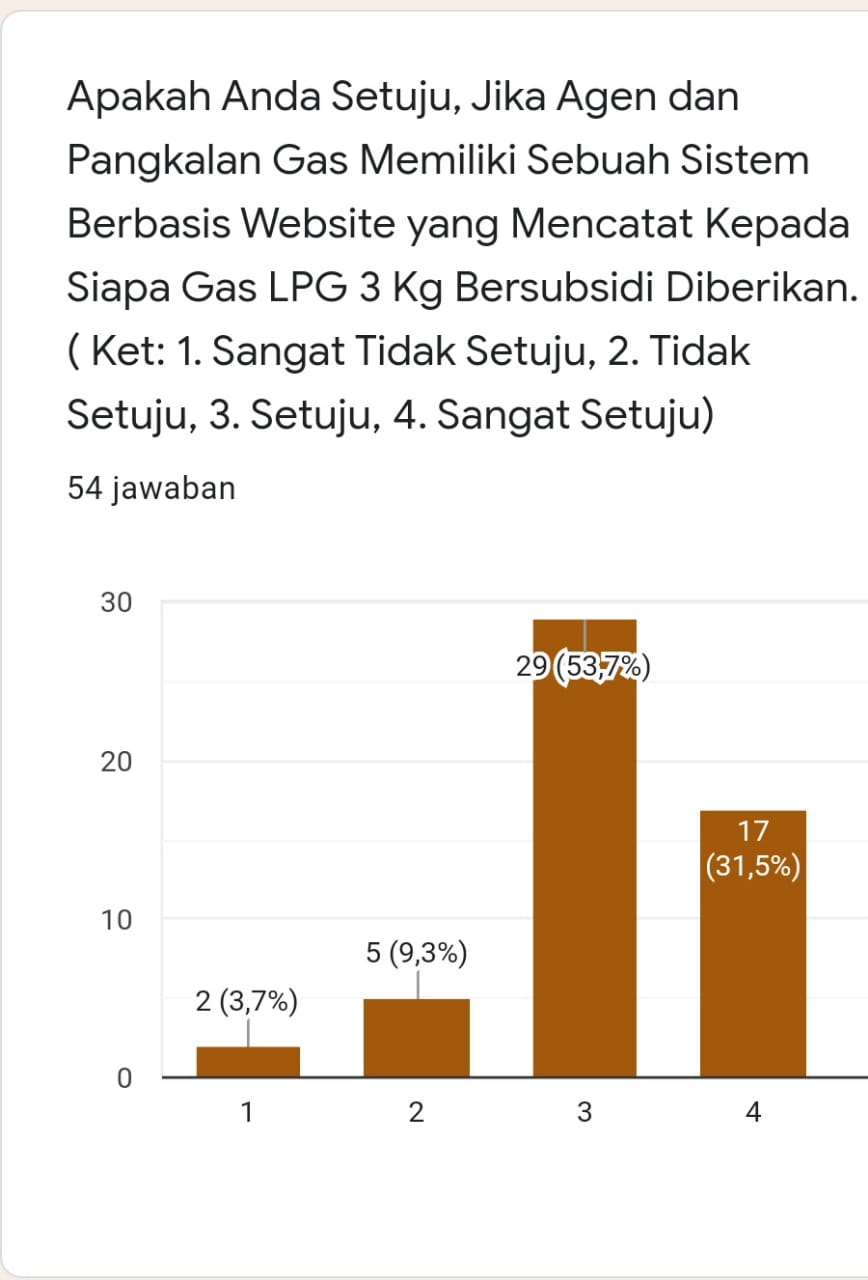 Apakah Anda Setuju, Jika Agen dan
Pangkalan Gas Memiliki Sebuah Sistem
Berbasis Website yang Mencatat Kepada
Siapa Gas LPG 3 Kg Bersubsidi Diberikan.
( Ket: 1. Sangat Tidak Setuju, 2. Tidak
Setuju, 3. Setuju, 4. Sangat Setuju)
54 jawaban
30
29 (53,7%)
20
17
(31,5%)
10
5 (9,3%)
2 (3,7%)
0
1 2 3 4